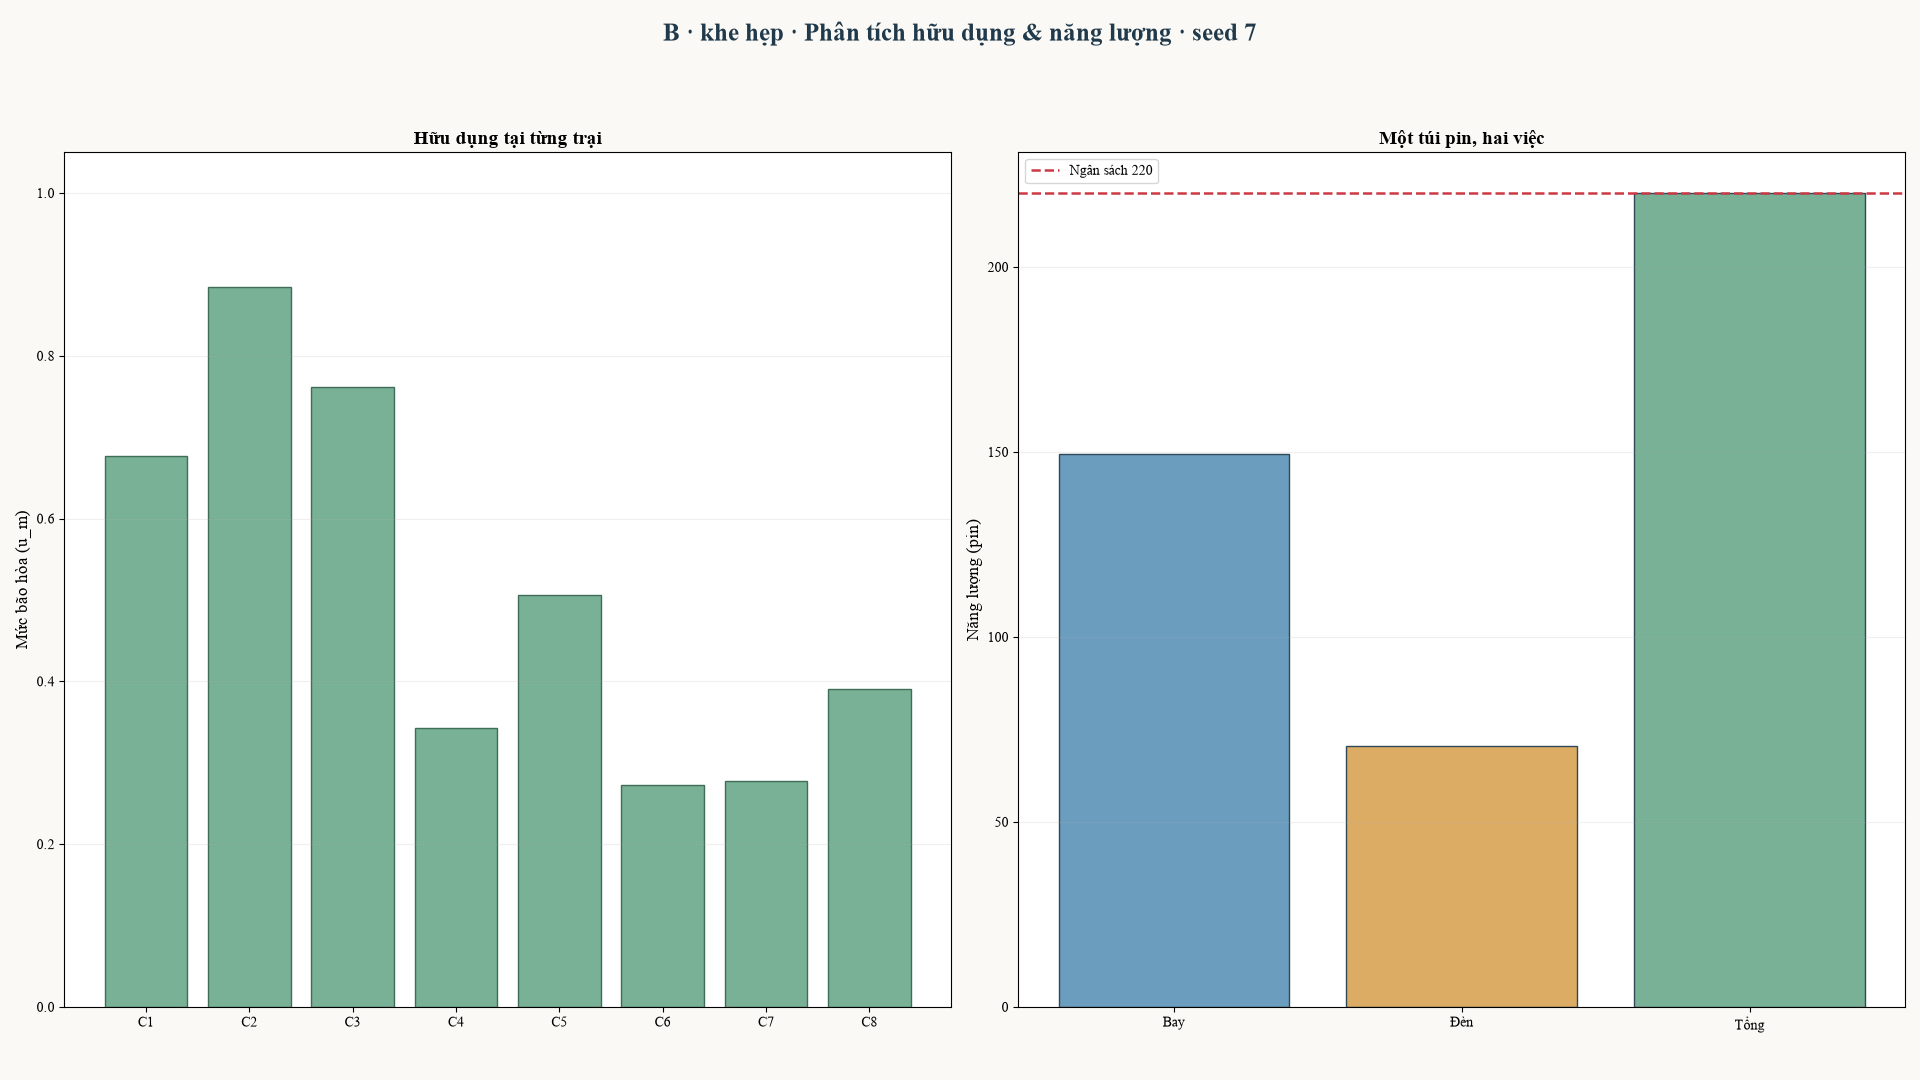 B · khe hẹp · Phân tích hữu dụng & năng lượng · seed 7
Hữu dụng tại từng trại
Mức bão hòa (u_m)
1.0
0.8
0.6
0.4
0.2
0.0
C1 C2 C3 C4 C5 C6 C7 C8
Một túi pin, hai việc
Ngân sách 220
Năng lượng (pin)
200
150
100
50
0
Bay Đèn Tổng